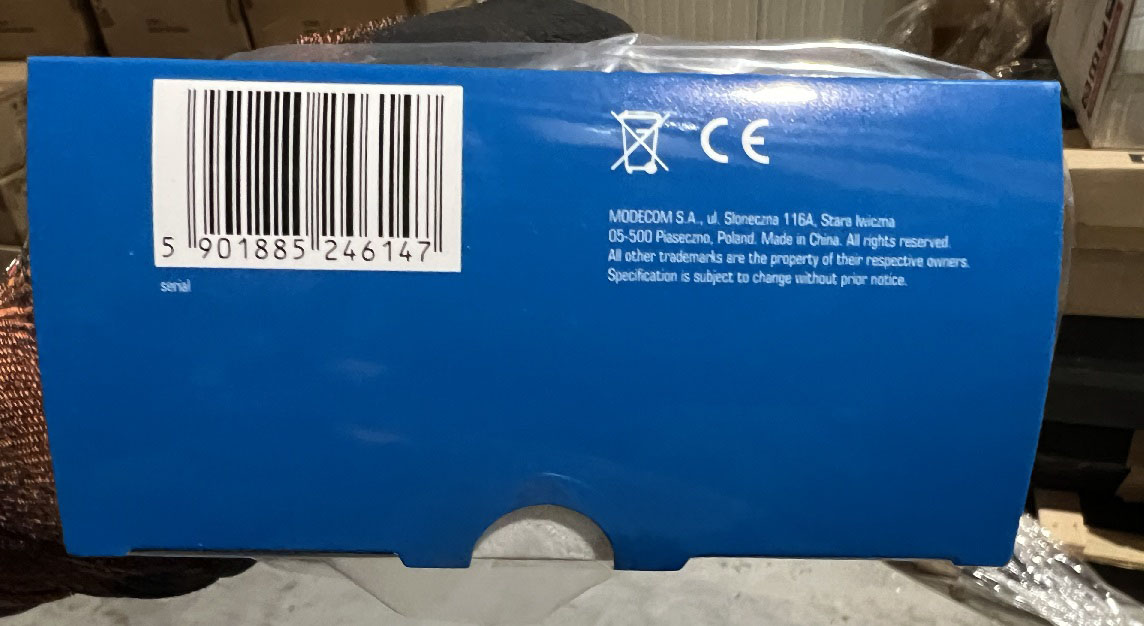 5 901885 246147
serial
CE
MODECOM S.A., ul. Słoneczna 116A, Stara Iwiczna
05-500 Piaseczno, Poland. Made in China. All rights reserved.
All other trademarks are the property of their respective owners.
Specification is subject to change without prior notice.